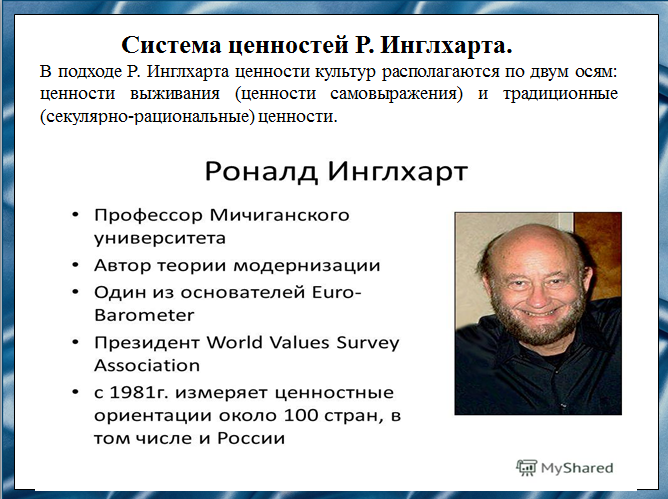 Система ценностей Р. Инглхарта.
В подходе Р. Инглхарта ценности культур располагаются по двум осям:
ценности выживания (ценности самовыражения) и традиционные
(секулярно-рациональные) ценности.
Роналд Инглхарт
• Профессор Мичиганского
университета
• Автор теории модернизации
• Один из основателей Euro-
Barometer
• Президент World Values Survey
Association
• с 1981г. измеряет ценностные
ориентации около 100 стран, в
том числе и России
MyShared